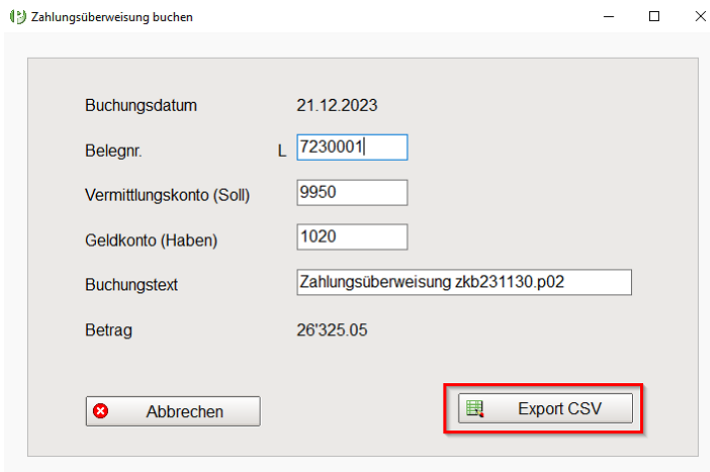 Zahlungsüberweisung buchen
Buchungsdatum 21.12.2023
Belegnr. L 7230001
Vermittlungskonto (Soll) 9950
Geldkonto (Haben) 1020
Buchungstext Zahlungsüberweisung zkb231130.p02
Betrag 26'325.05
Abbrechen Export CSV